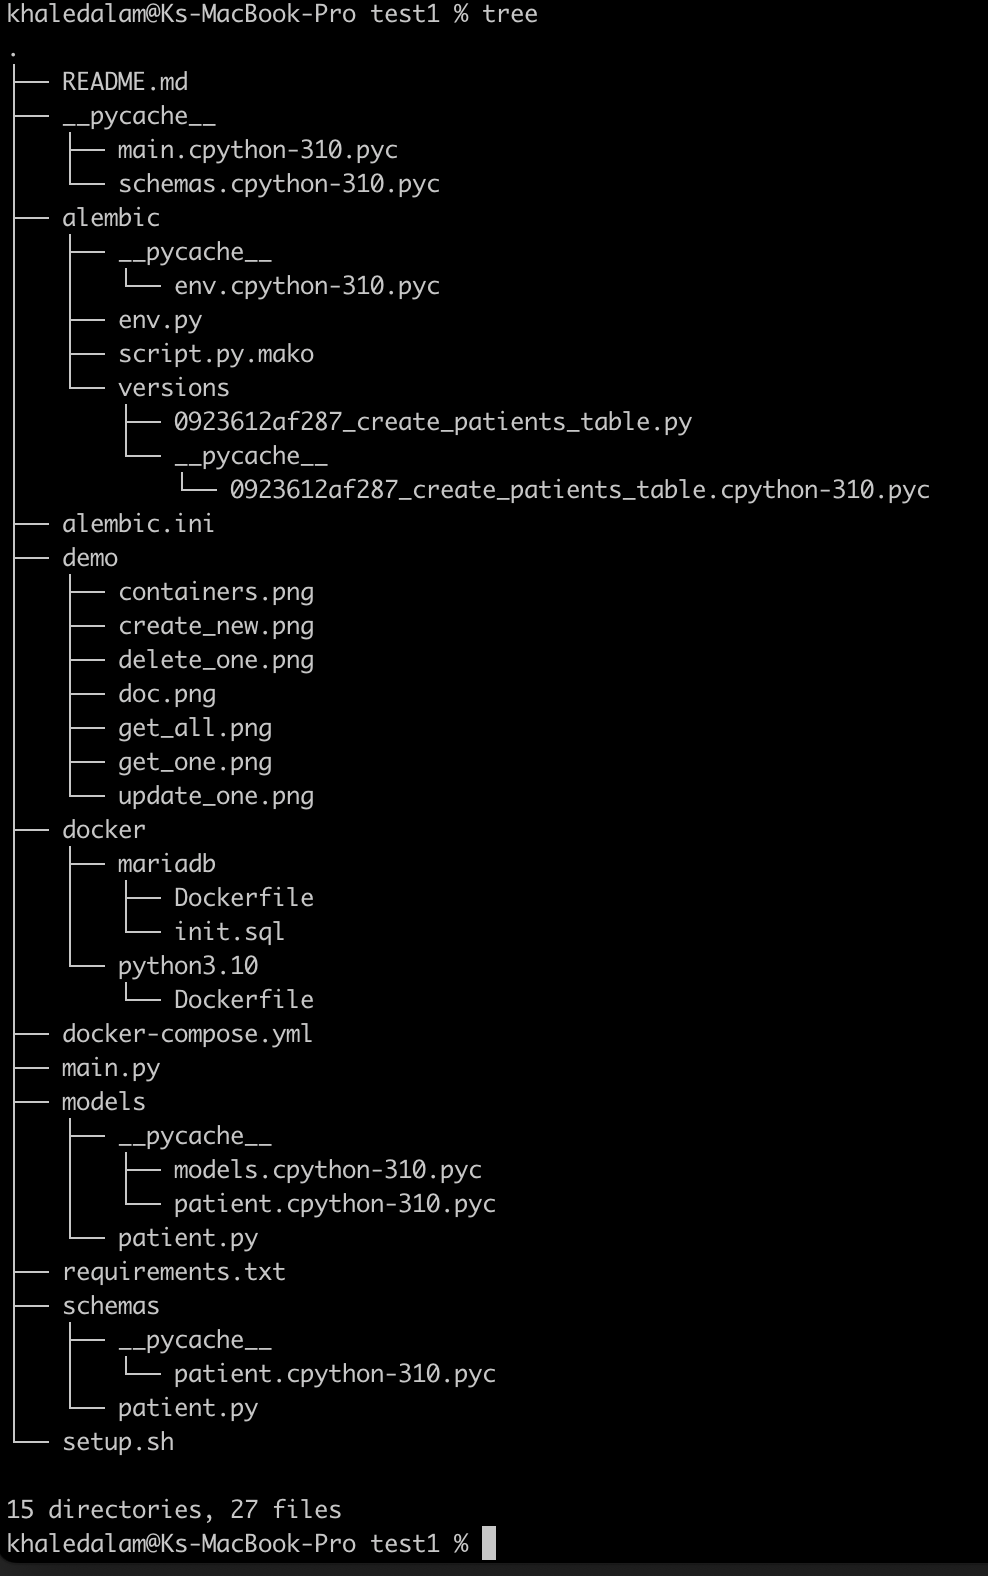 khaledalam@Ks-MacBook-Pro test1 % tree
.
├── README.md
├── __pycache__
│   ├── main.cpython-310.pyc
│   └── schemas.cpython-310.pyc
├── alembic
│   ├── __pycache__
│   │   └── env.cpython-310.pyc
│   ├── env.py
│   ├── script.py.mako
│   └── versions
│       ├── 0923612af287_create_patients_table.py
│       └── __pycache__
│           └── 0923612af287_create_patients_table.cpython-310.pyc
├── alembic.ini
├── demo
│   ├── containers.png
│   ├── create_new.png
│   ├── delete_one.png
│   ├── doc.png
│   ├── get_all.png
│   ├── get_one.png
│   └── update_one.png
├── docker
│   ├── mariadb
│   │   ├── Dockerfile
│   │   └── init.sql
│   └── python3.10
│       └── Dockerfile
├── docker-compose.yml
├── main.py
├── models
│   ├── __pycache__
│   │   ├── models.cpython-310.pyc
│   │   └── patient.cpython-310.pyc
│   └── patient.py
├── requirements.txt
├── schemas
│   ├── __pycache__
│   │   └── patient.cpython-310.pyc
│   └── patient.py
└── setup.sh

15 directories, 27 files
khaledalam@Ks-MacBook-Pro test1 %